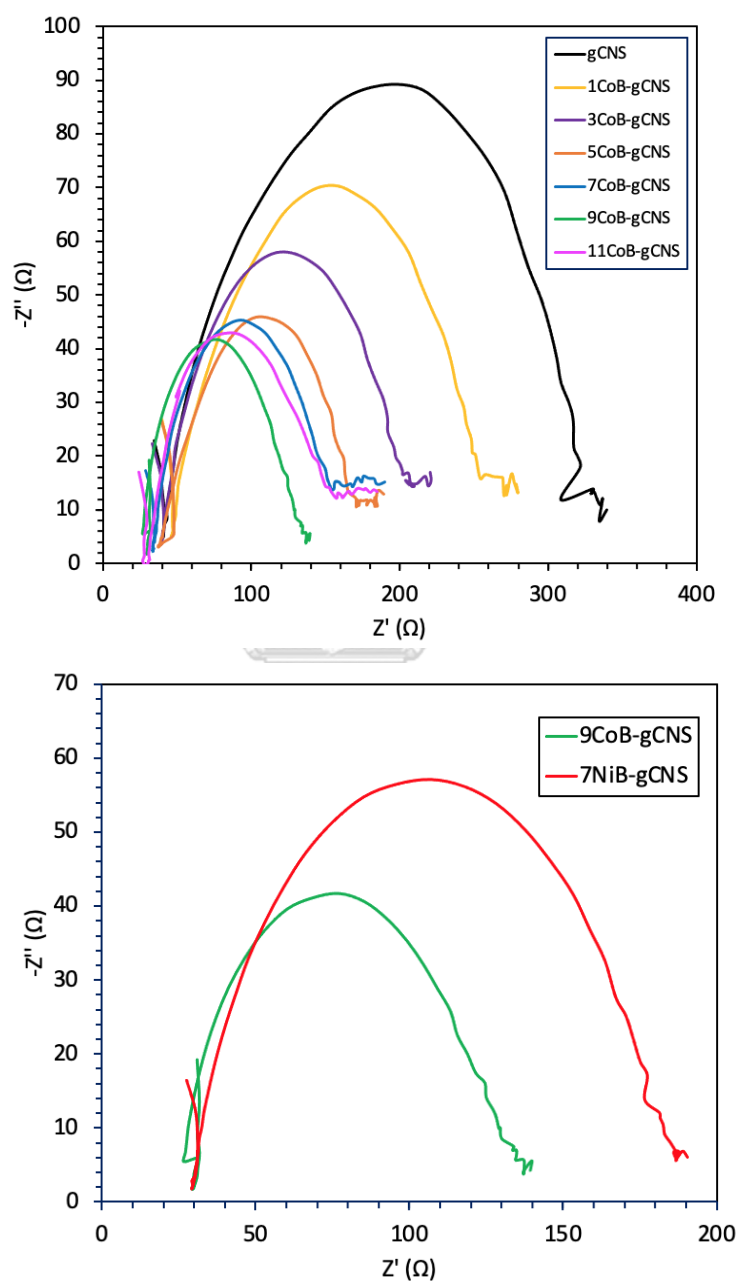 100
90
80
70
60
50
40
30
20
10
0
-Z'' (Ω)
gCNS
1CoB-gCNS
3CoB-gCNS
5CoB-gCNS
7CoB-gCNS
9CoB-gCNS
11CoB-gCNS
0 100 200 300 400
Z' (Ω)
70
60
50
40
30
20
10
0
-Z'' (Ω)
9CoB-gCNS
7NiB-gCNS
0 50 100 150 200
Z' (Ω)